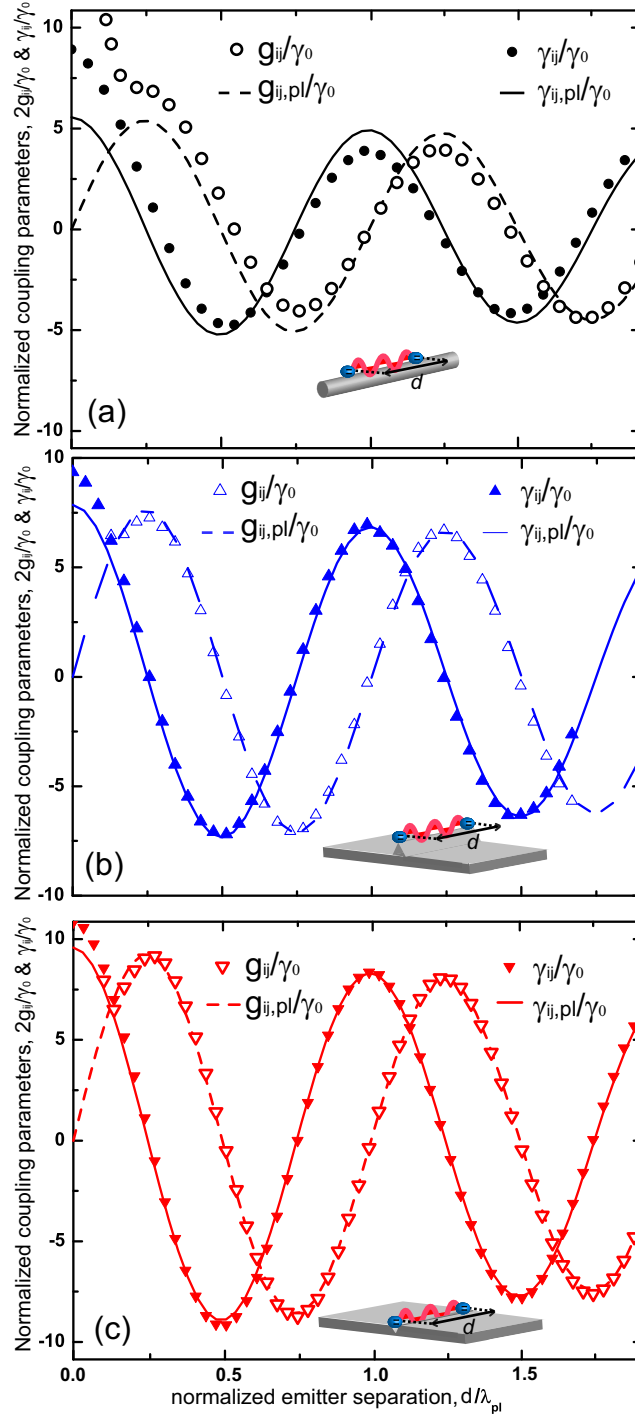 Normalized coupling parameters, 2gij/γ0 & γij/γ0
10
5
0
-5
-10
gij/γ0
gij,pl/γ0
γij/γ0
γij,pl/γ0
d
(a)
Normalized coupling parameters, 2gij/γ0 & γij/γ0
10
5
0
-5
-10
gij/γ0
gij,pl/γ0
γij/γ0
γij,pl/γ0
d
(b)
Normalized coupling parameters, 2gij/γ0 & γij/γ0
10
5
0
-5
-10
gij/γ0
gij,pl/γ0
γij/γ0
γij,pl/γ0
d
(c)
0.0 0.5 1.0 1.5
normalized emitter separation, d/λpl